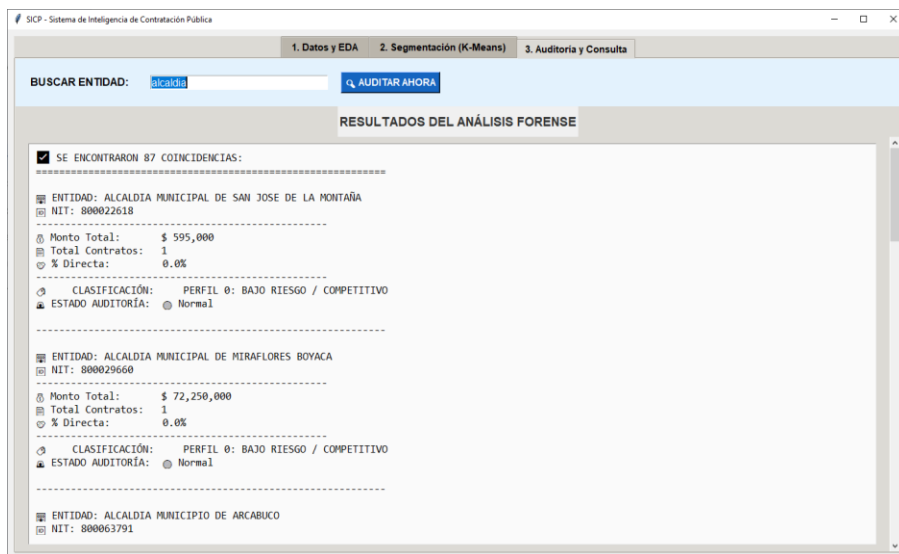 SICP - Sistema de Inteligencia de Contratación Pública
1. Datos y EDA
2. Segmentación (K-Means)
3. Auditoria y Consulta
BUSCAR ENTIDAD:
alcaldia
AUDITAR AHORA
RESULTADOS DEL ANÁLISIS FORENSE
SE ENCONTRARON 87 COINCIDENCIAS:
============================================================
ENTIDAD: ALCALDIA MUNICIPAL DE SAN JOSE DE LA MONTAÑA
NIT: 800022618
--------------------------------------------------
Monto Total: $ 595,000
Total Contratos: 1
% Directa: 0.0%
--------------------------------------------------
CLASIFICACIÓN: PERFIL 0: BAJO RIESGO / COMPETITIVO
ESTADO AUDITORÍA: Normal
------------------------------------------------------------
ENTIDAD: ALCALDIA MUNICIPAL DE MIRAFLORES BOYACA
NIT: 800029660
--------------------------------------------------
Monto Total: $ 72,250,000
Total Contratos: 1
% Directa: 0.0%
--------------------------------------------------
CLASIFICACIÓN: PERFIL 0: BAJO RIESGO / COMPETITIVO
ESTADO AUDITORÍA: Normal
------------------------------------------------------------
ENTIDAD: ALCALDIA MUNICIPIO DE ARCABUCO
NIT: 800063791